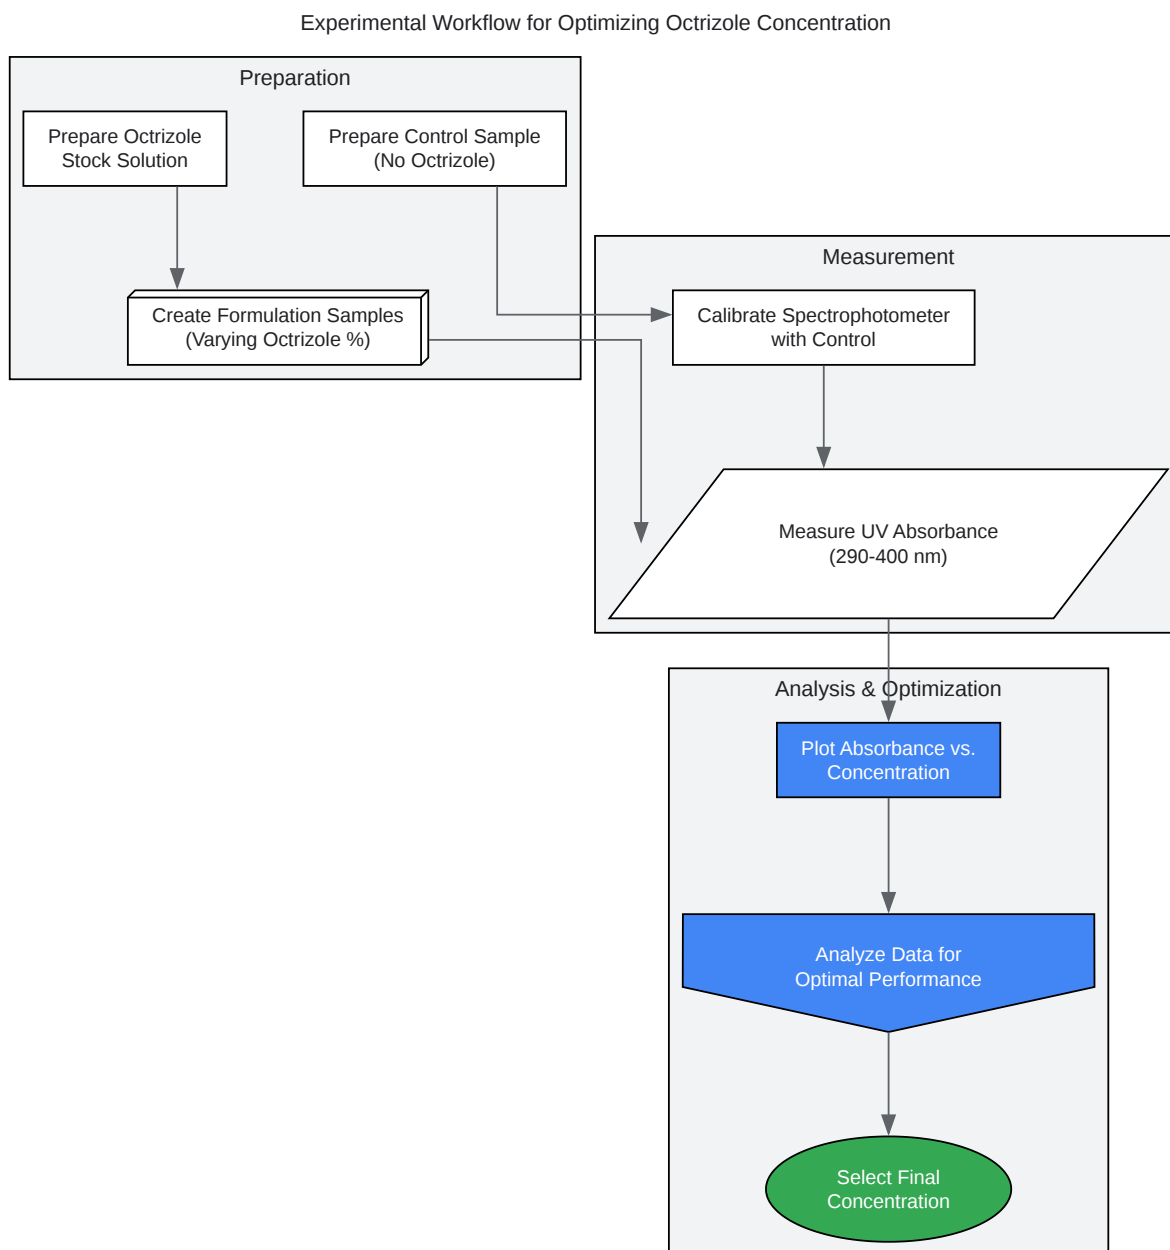 Experimental Workflow for Optimizing Octrizole Concentration
Preparation
Prepare Octrizole
Stock Solution
Prepare Control Sample
(No Octrizole)
Create Formulation Samples
(Varying Octrizole %)
Measurement
Calibrate Spectrophotometer
with Control
Measure UV Absorbance
(290-400 nm)
Analysis & Optimization
Plot Absorbance vs.
Concentration
Analyze Data for
Optimal Performance
Select Final
Concentration